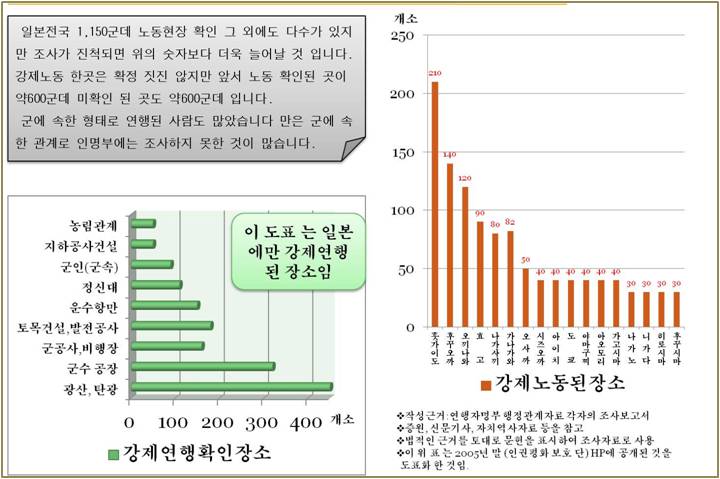 일본전국 1,150군데 노동현장 확인 그 외에도 다수가 있지
만 조사가 진척되면 위의 숫자보다 더욱 늘어날 것 입니다.
강제노동 한곳은 확정 짓진 않지만 앞서 노동 확인된 곳이
약600군데 미확인 된 곳도 약600군데 입니다.
군에 속한 형태로 연행된 사람도 많았습니다 만은 군에 속
한 관계로 인명부에는 조사하지 못한 것이 많습니다.
이 도표 는 일본
에만 강제연행
된 장소임
농림관계
지하공사건설
군인(군속)
정신대
운수항만
토목건설,발전공사
군공사,비행장
군수 공장
광산, 탄광
0 100 200 300 400 개소
강제연행확인장소
개소
250
200
150
100
50
0
210 140 120 90 80 82 50 40 40 40 40 40 40 30 30 30 30
홋가이도 후꾸오까 오끼나와 효고 나가사끼 가나가와 오사까 시즈오까 아이치 도쿄 야마구찌 아오모리 가고시마 나가노 니가다 히로시마 후꾸시마
강제노동된장소
❖작성근거:연행자명부 행정관계자료 각자의 조사보고서
❖증원, 신문기사, 자치역사자료 등을 참고
❖법적인 근거를 토대로 문헌을 표시하여 조사자료로 사용
❖이 위 표 는 2005년 말 (인권평화 보호 단) HP에 공개된 것을
도표화 한 것임.